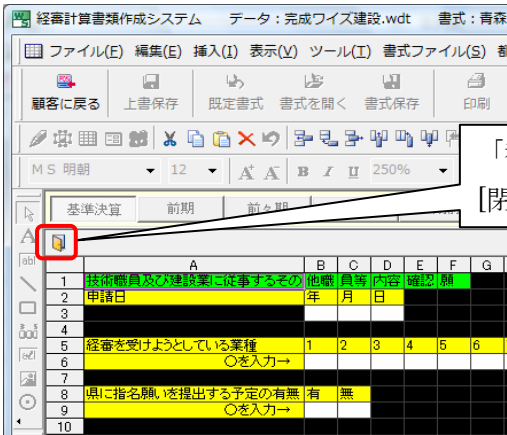 経審計算書類作成システム データ：完成ワイズ建設.wdt 書式：青森
ファイル(F) 編集(E) 挿入(I) 表示(V) ツール(T) 書式ファイル(S)
顧客に戻る 上書保存 既定書式 書式を開く 書式保存 印刷
MS 明朝 12 A A B I U 250%
「
[閉
基準決算 前期 前々期
A
abl
A B C D E F G
1 技術職員及び建設業に従事するその 他職 員等 内容 確認 願
2 申請日 年 月 日
3
4
5 経審を受けようとしている業種 1 2 3 4 5 6
6 〇を入力→
7
8 県に指名願いを提出する予定の有無 有 無
9 〇を入力→
10